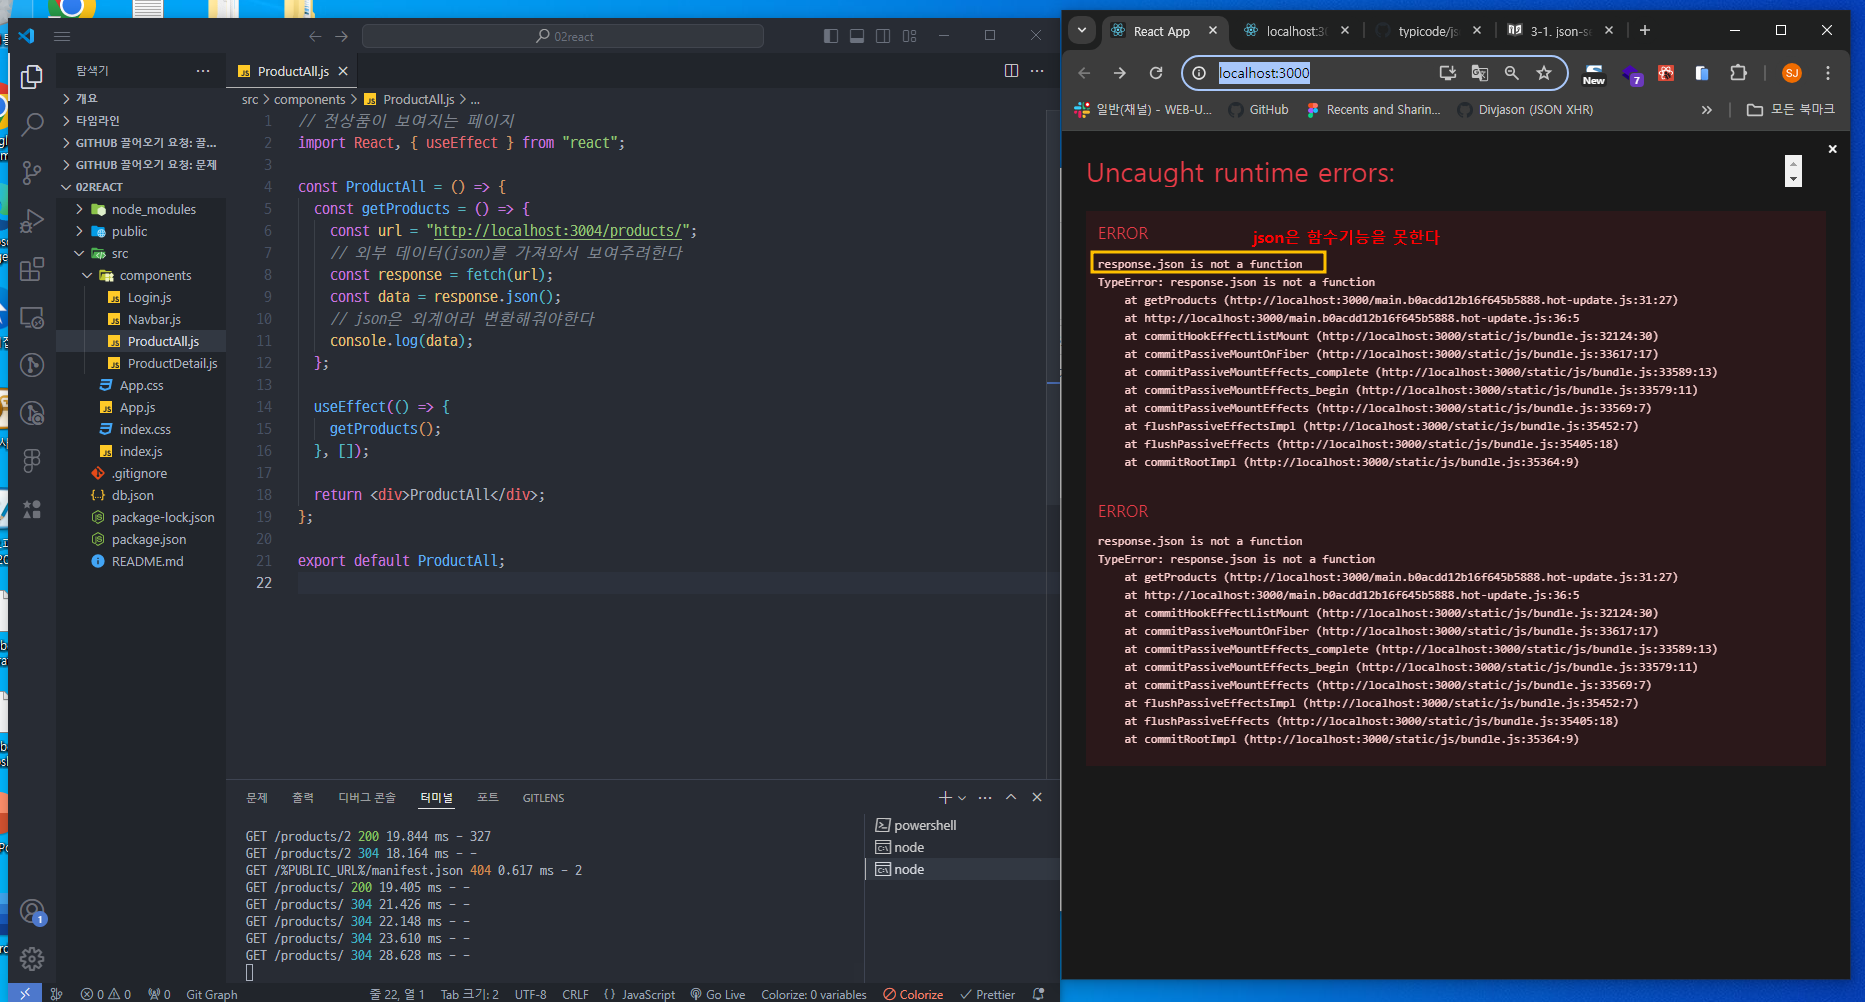 02react
탐색기
개요
타임라인
GITHUB 끌어오기 요청: 끌...
GITHUB 끌어오기 요청: 문제
02REACT
node_modules
public
src
components
Login.js
Navbar.js
ProductAll.js
ProductDetail.js
App.css
App.js
index.css
index.js
.gitignore
db.json
package-lock.json
package.json
README.md
ProductAll.js
src > components > ProductAll.js > ...
1 // 전상품이 보여지는 페이지
2 import React, { useEffect } from "react";
3
4 const ProductAll = () => {
5 const getProducts = () => {
6 const url = "http://localhost:3004/products/";
7 // 외부 데이터(json)를 가져와서 보여주려한다
8 const response = fetch(url);
9 const data = response.json();
10 // json은 외계어라 변환해줘야한다
11 console.log(data);
12 };
13
14 useEffect(() => {
15 getProducts();
16 }, []);
17
18 return <div>ProductAll</div>;
19 };
20
21 export default ProductAll;
22
문제 출력 디버그 콘솔 터미널 포트 GITLENS
GET /products/2 200 19.844 ms - 327
GET /products/2 304 18.164 ms - -
GET /%PUBLIC_URL%/manifest.json 404 0.617 ms - 2
GET /products/ 200 19.405 ms - -
GET /products/ 304 21.426 ms - -
GET /products/ 304 22.148 ms - -
GET /products/ 304 23.610 ms - -
GET /products/ 304 28.628 ms - -
powershell
node
node
1
0 0 0 Git Graph 줄 22, 열 1 Tab 크기: 2 UTF-8 CRLF {} JavaScript Go Live Colorize: 0 variables Colorize Prettier
React App localhost:30 typicode/js 3-1. json-se
localhost:3000 New 7 SJ
일반(채널) - WEB-U... GitHub Recents and Sharin... Divjason (JSON XHR) » 모든 북마크
Uncaught runtime errors:
ERROR
json은 함수기능을 못한다
response.json is not a function
TypeError: response.json is not a function
at getProducts (http://localhost:3000/main.b0acdd12b16f645b5888.hot-update.js:31:27)
at http://localhost:3000/main.b0acdd12b16f645b5888.hot-update.js:36:5
at commitHookEffectListMount (http://localhost:3000/static/js/bundle.js:32124:30)
at commitPassiveMountOnFiber (http://localhost:3000/static/js/bundle.js:33617:17)
at commitPassiveMountEffects_complete (http://localhost:3000/static/js/bundle.js:33589:13)
at commitPassiveMountEffects_begin (http://localhost:3000/static/js/bundle.js:33579:11)
at commitPassiveMountEffects (http://localhost:3000/static/js/bundle.js:33569:7)
at flushPassiveEffectsImpl (http://localhost:3000/static/js/bundle.js:35452:7)
at flushPassiveEffects (http://localhost:3000/static/js/bundle.js:35405:18)
at commitRootImpl (http://localhost:3000/static/js/bundle.js:35364:9)
ERROR
response.json is not a function
TypeError: response.json is not a function
at getProducts (http://localhost:3000/main.b0acdd12b16f645b5888.hot-update.js:31:27)
at http://localhost:3000/main.b0acdd12b16f645b5888.hot-update.js:36:5
at commitHookEffectListMount (http://localhost:3000/static/js/bundle.js:32124:30)
at commitPassiveMountOnFiber (http://localhost:3000/static/js/bundle.js:33617:17)
at commitPassiveMountEffects_complete (http://localhost:3000/static/js/bundle.js:33589:13)
at commitPassiveMountEffects_begin (http://localhost:3000/static/js/bundle.js:33579:11)
at commitPassiveMountEffects (http://localhost:3000/static/js/bundle.js:33569:7)
at flushPassiveEffectsImpl (http://localhost:3000/static/js/bundle.js:35452:7)
at flushPassiveEffects (http://localhost:3000/static/js/bundle.js:35405:18)
at commitRootImpl (http://localhost:3000/static/js/bundle.js:35364:9)